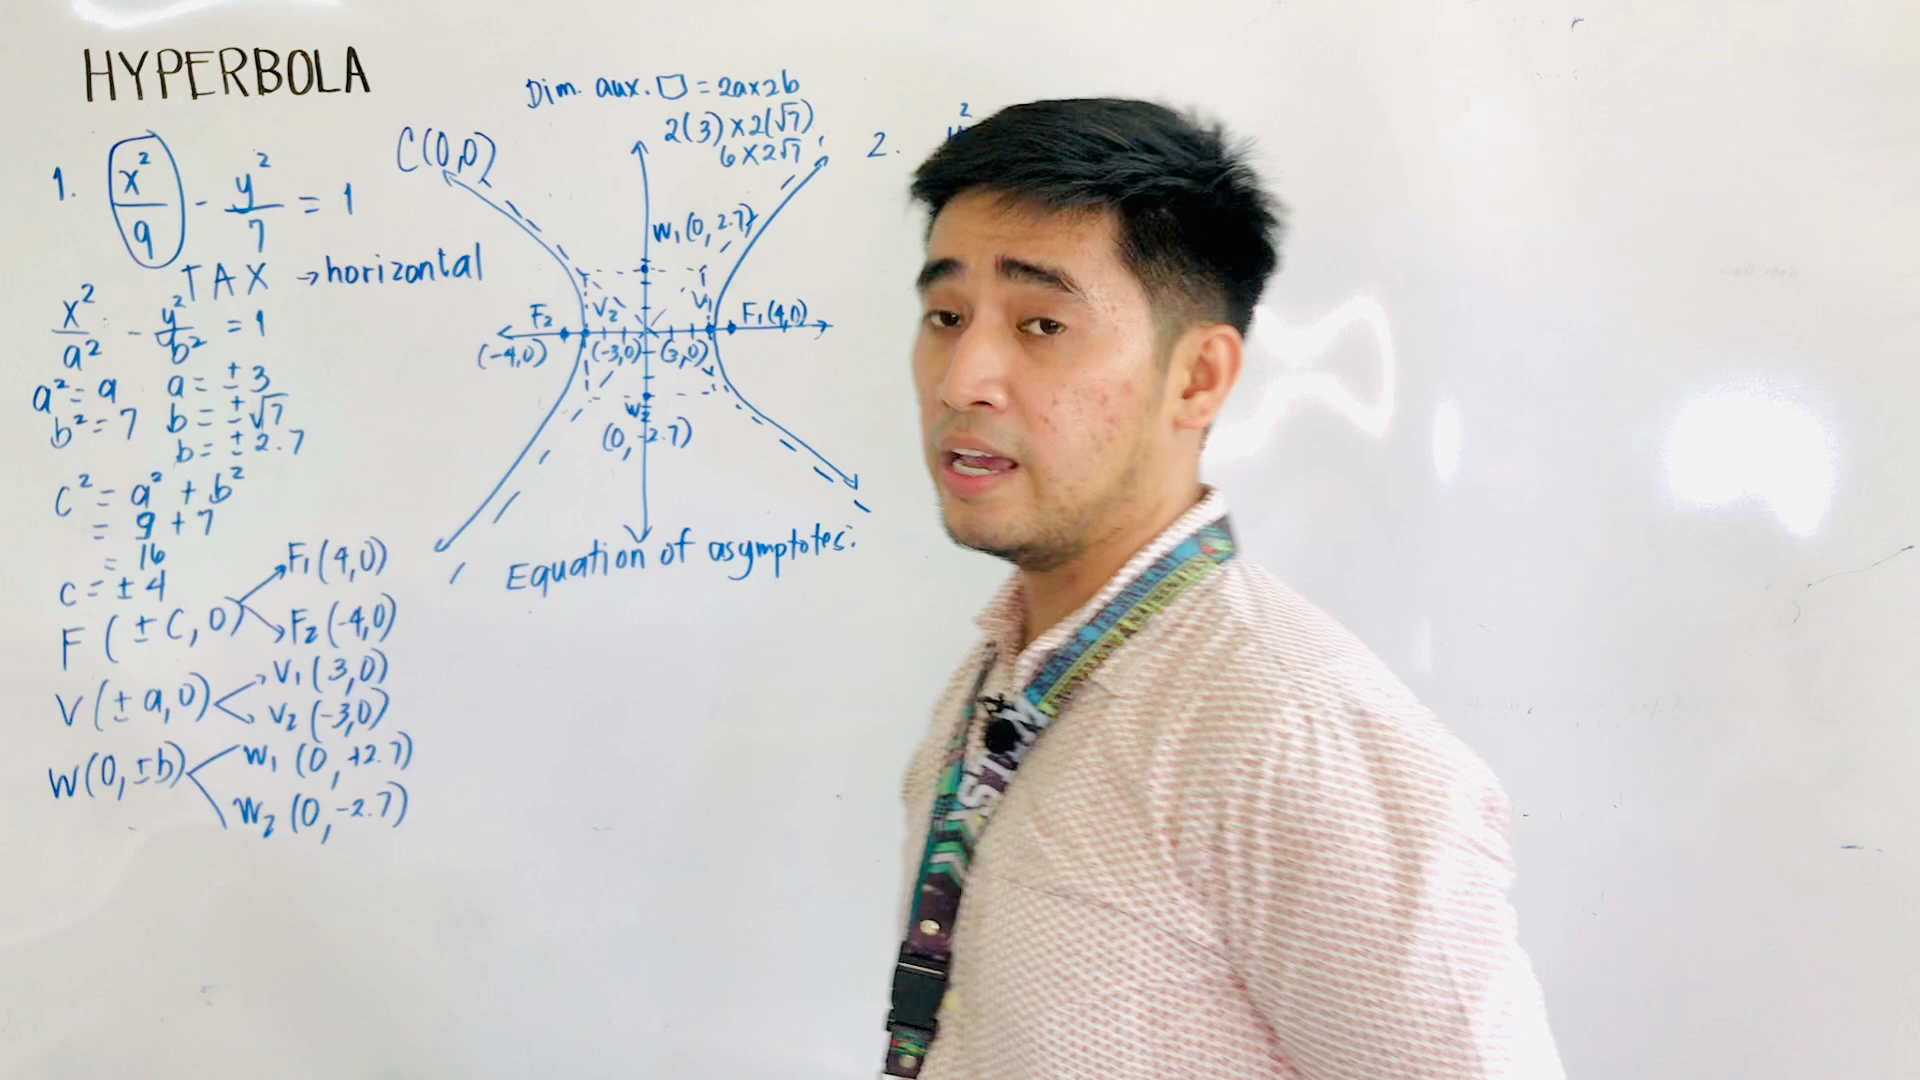 HYPERBOLA
1. x²/9 - y²/7 = 1
TAX → horizontal
x²/a² - y²/b² = 1
a² = 9 a = ± 3
b² = 7 b = ± √7
b = ± 2.7
c² = a² + b²
= 9 + 7
= 16
c = ± 4
F (± C, 0) F₁ (4,0)
F₂ (-4,0)
V (± a, 0) V₁ (3,0)
V₂ (-3,0)
W (0, ± b) W₁ (0, +2.7)
W₂ (0, -2.7)
C (0,0)
Dim. aux. ▭ = 2a x 2b
2(3) x 2(√7)
6 x 2√7
W₁ (0, 2.7)
F₂ V₂ V₁ F₁ (4,0)
(-4,0) (-3,0) (3,0)
W₂
(0, -2.7)
Equation of asymptotes:
2.